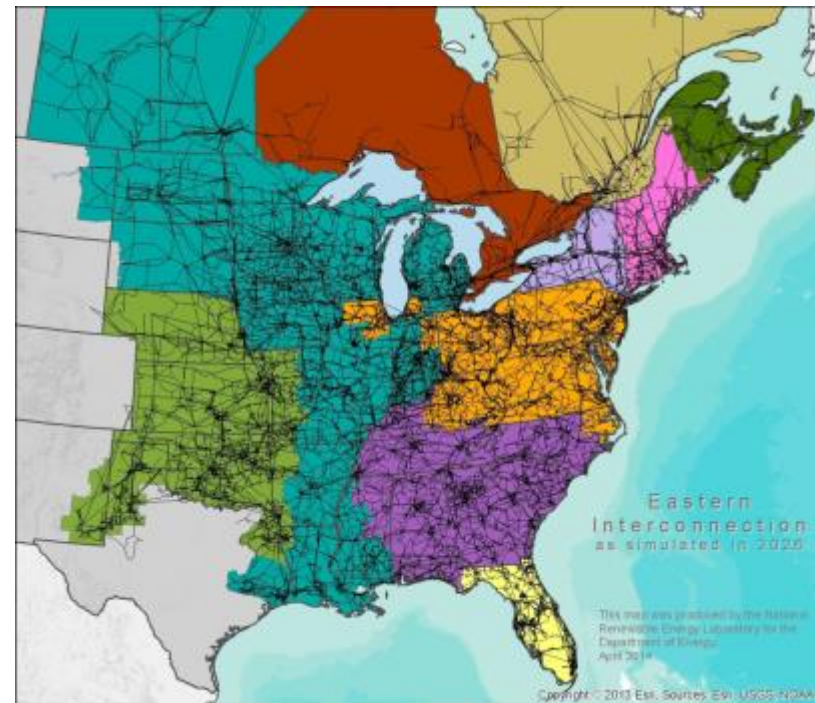 Eastern
Interconnection
as simulated in 2026
This map was produced by the National
Renewable Energy Laboratory for the
Department of Energy
April 2014
Copyright © 2013 Esri, Sources: Esri, USGS, NOAA